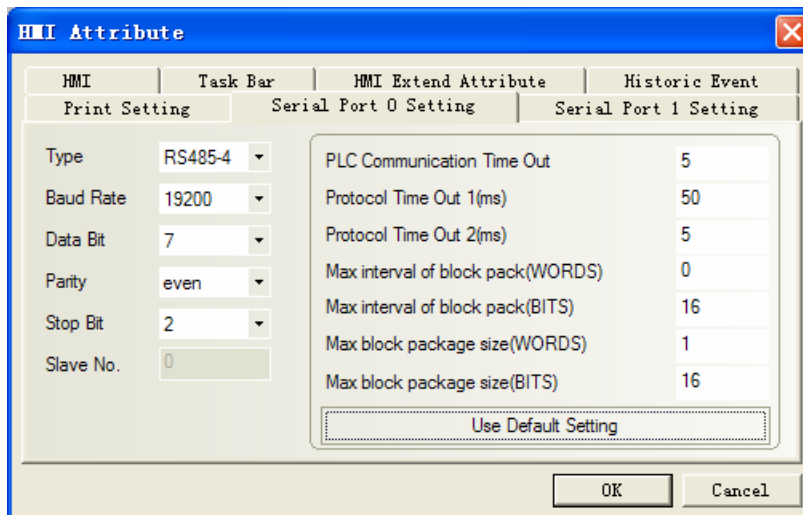 HMI Attribute
HMI
Task Bar
HMI Extend Attribute
Historic Event
Print Setting
Serial Port 0 Setting
Serial Port 1 Setting
Type RS485-4
Baud Rate 19200
Data Bit 7
Parity even
Stop Bit 2
Slave No. 0
PLC Communication Time Out 5
Protocol Time Out 1(ms) 50
Protocol Time Out 2(ms) 5
Max interval of block pack(WORDS) 0
Max interval of block pack(BITS) 16
Max block package size(WORDS) 1
Max block package size(BITS) 16
Use Default Setting
OK
Cancel